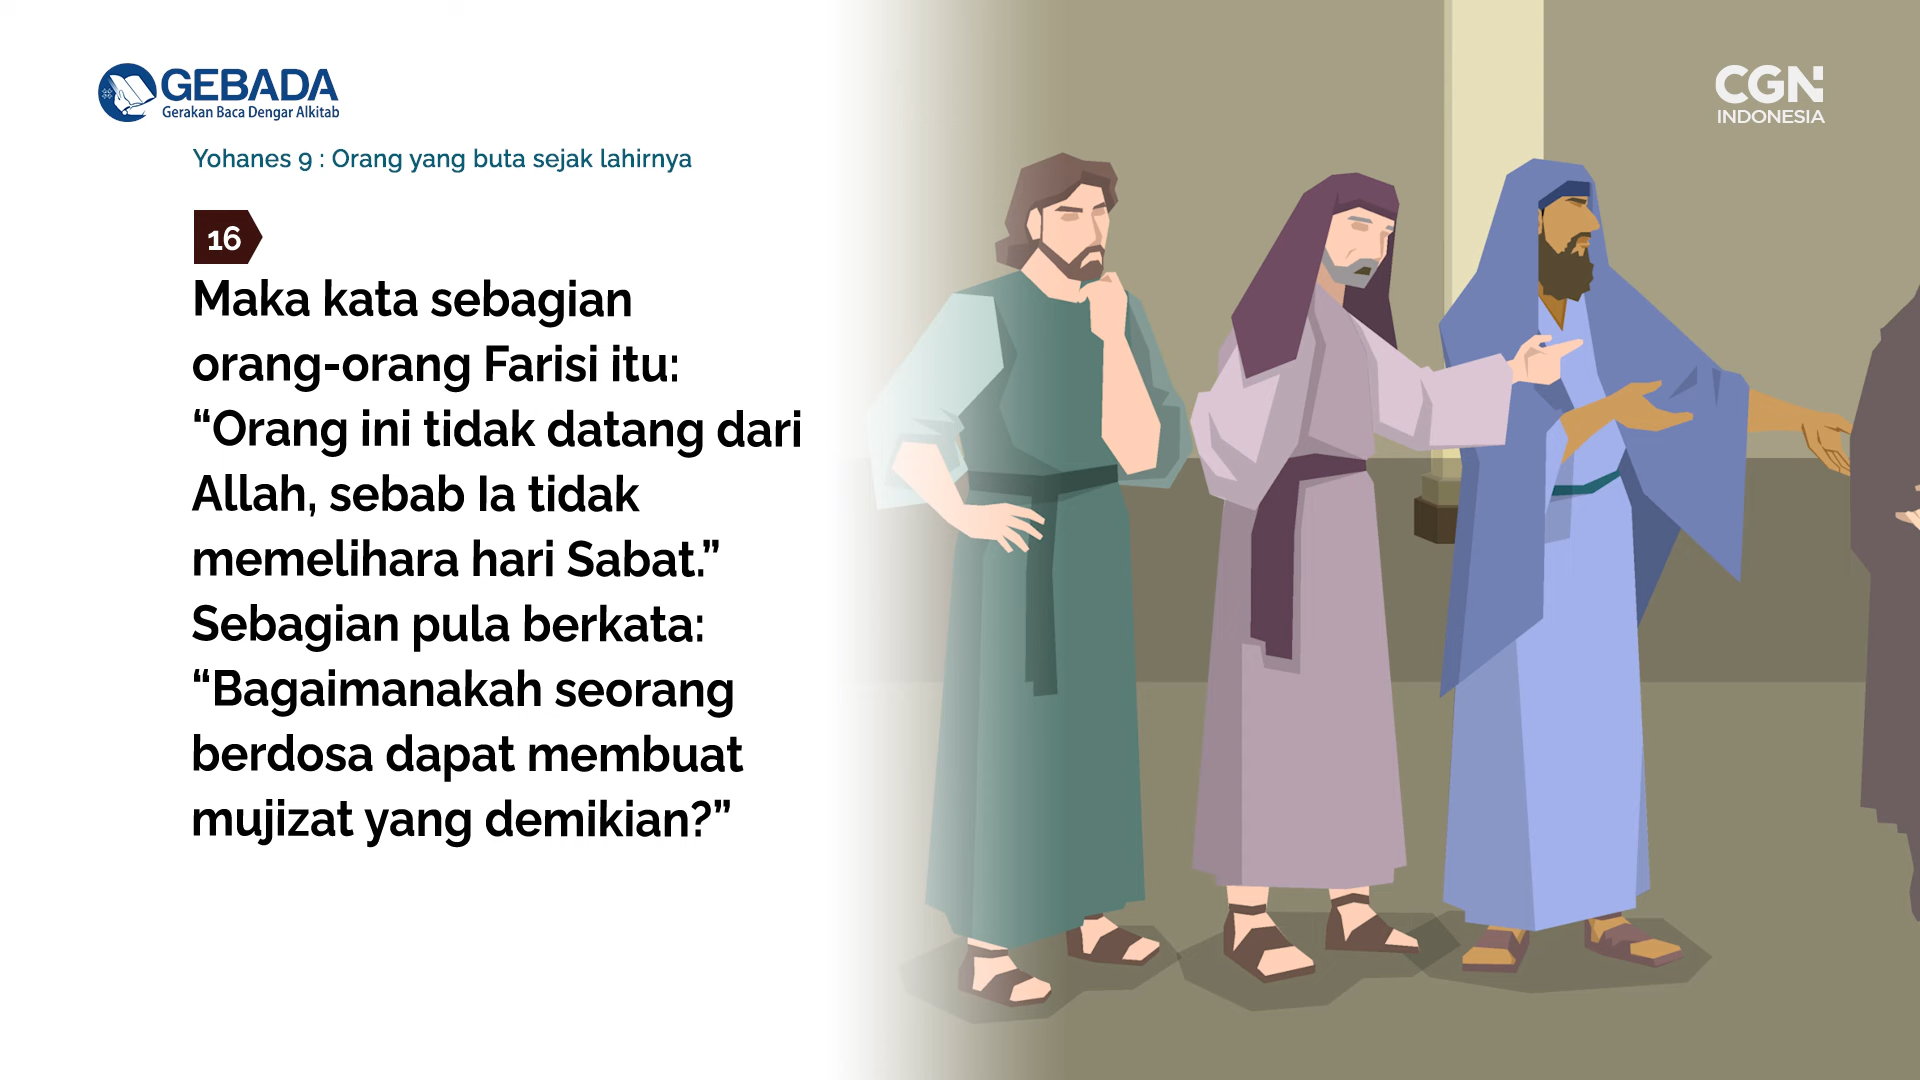 GEBADA
Gerakan Baca Dengar Alkitab
CGN
INDONESIA
Yohanes 9 : Orang yang buta sejak lahirnya
16
Maka kata sebagian
orang-orang Farisi itu:
“Orang ini tidak datang dari
Allah, sebab Ia tidak
memelihara hari Sabat.”
Sebagian pula berkata:
“Bagaimanakah seorang
berdosa dapat membuat
mujizat yang demikian?”